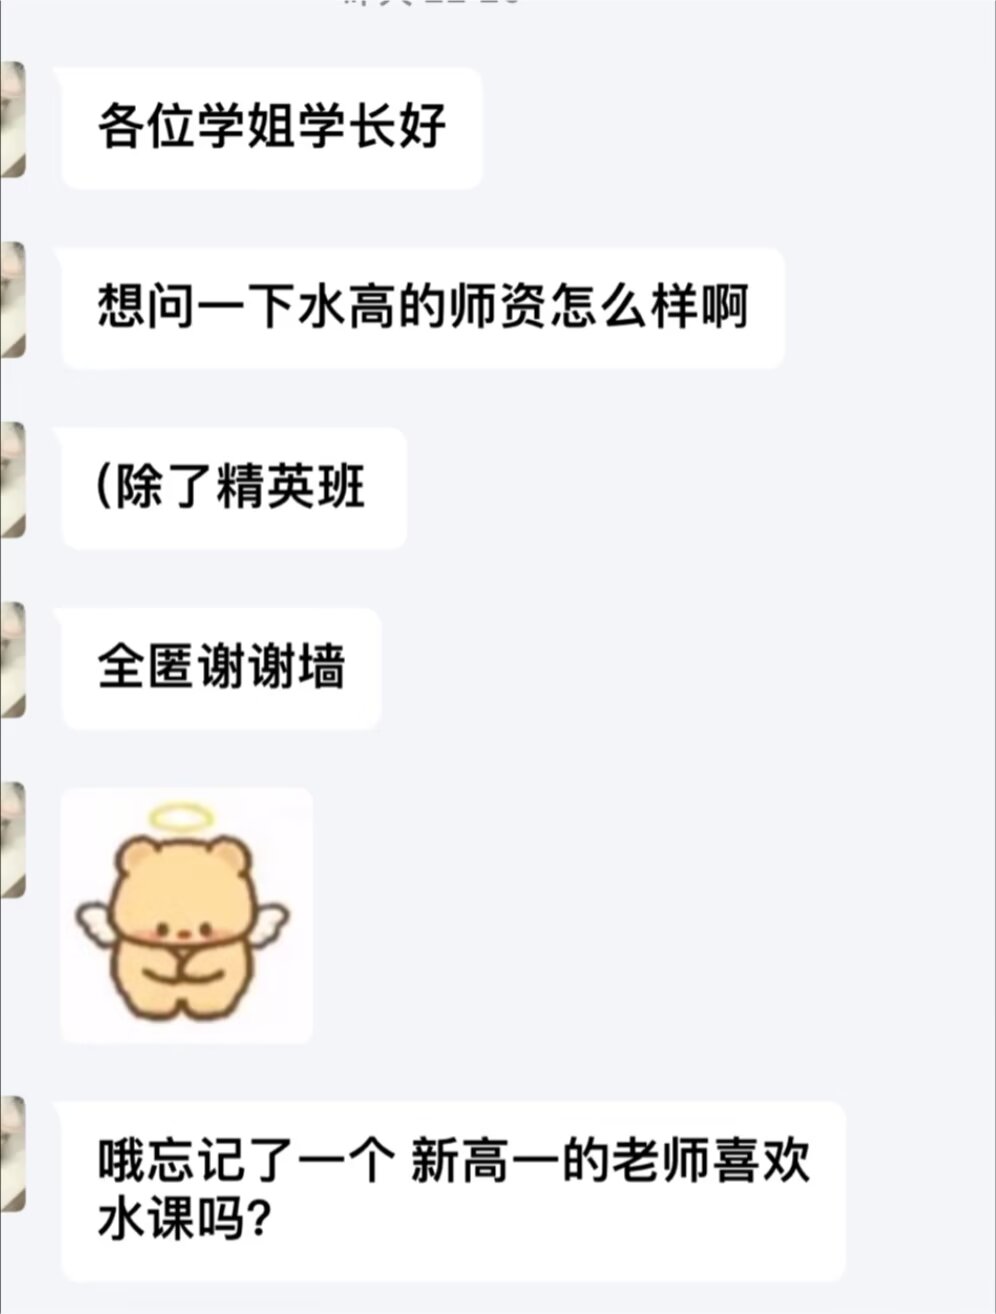 各位学姐学长好
想问一下水高的师资怎么样啊
(除了精英班
全匿谢谢墙
哦忘记了一个 新高一的老师喜欢
水课吗?